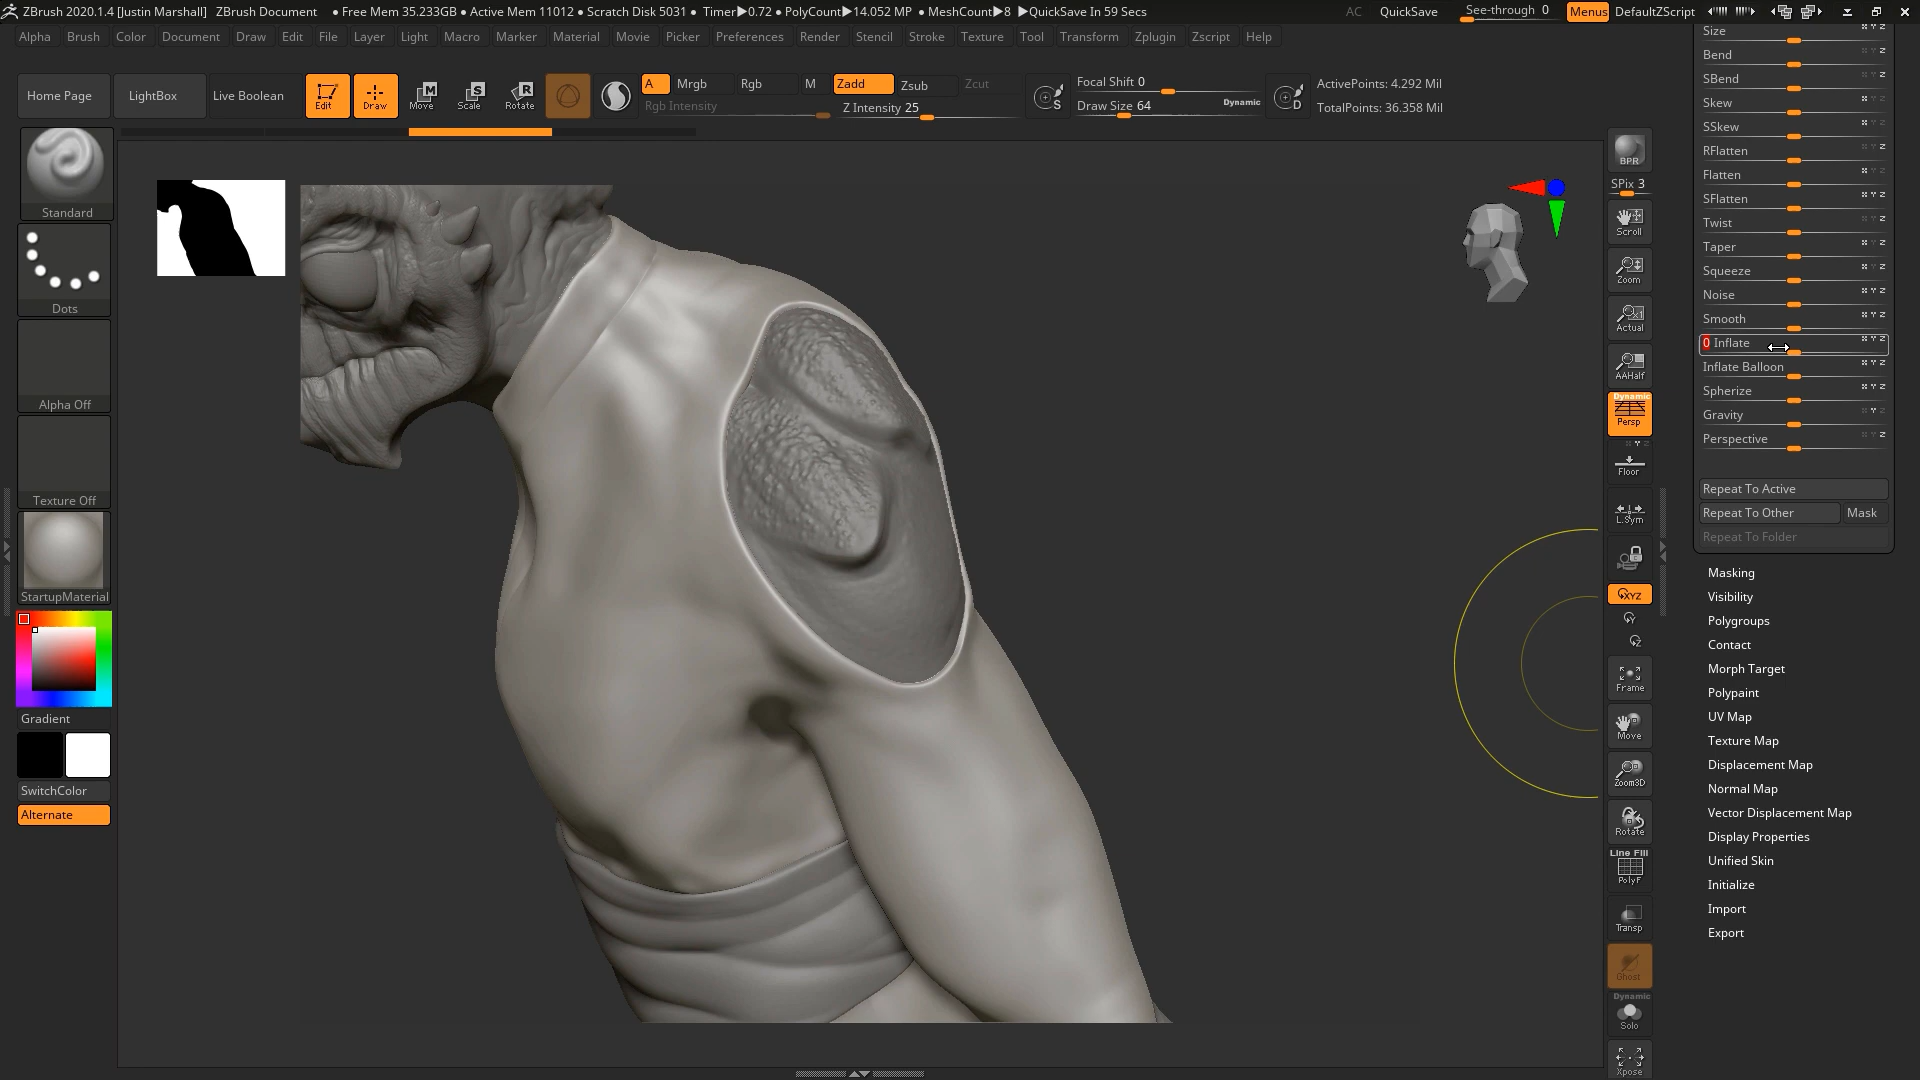 ZBrush 2020.1.4 [Justin Marshall] ZBrush Document ● Free Mem 35.233GB ● Active Mem 11012 ● Scratch Disk 5031 ● Timer▶0.72 ● PolyCount▶14.052 MP ● MeshCount▶8 ▶QuickSave In 59 Secs AC QuickSave See-through 0 Menus DefaultZScript
Alpha Brush Color Document Draw Edit File Layer Light Macro Marker Material Movie Picker Preferences Render Stencil Stroke Texture Tool Transform Zplugin Zscript Help
Home Page LightBox Live Boolean Edit Draw Move Scale Rotate
A Mrgb Rgb M Zadd Zsub Zcut
Rgb Intensity Z Intensity 25
S Focal Shift 0
Draw Size 64 Dynamic
D ActivePoints: 4.292 Mil
TotalPoints: 36.358 Mil
Standard
Dots
Alpha Off
Texture Off
StartupMaterial
Gradient
SwitchColor
Alternate
BPR
SPix 3
Scroll
Zoom
Actual
AAHalf
Dynamic
Persp
Floor
L.Sym
XYZ
Y
Z
Frame
Move
Zoom3D
Rotate
Line Fill
PolyF
Transp
Ghost
Dynamic
Solo
Xpose
Size
Bend
SBend
Skew
SSkew
RFlatten
Flatten
SFlatten
Twist
Taper
Squeeze
Noise
Smooth
0 Inflate
Inflate Balloon
Spherize
Gravity
Perspective
Repeat To Active
Repeat To Other Mask
Repeat To Folder
Masking
Visibility
Polygroups
Contact
Morph Target
Polypaint
UV Map
Texture Map
Displacement Map
Normal Map
Vector Displacement Map
Display Properties
Unified Skin
Initialize
Import
Export